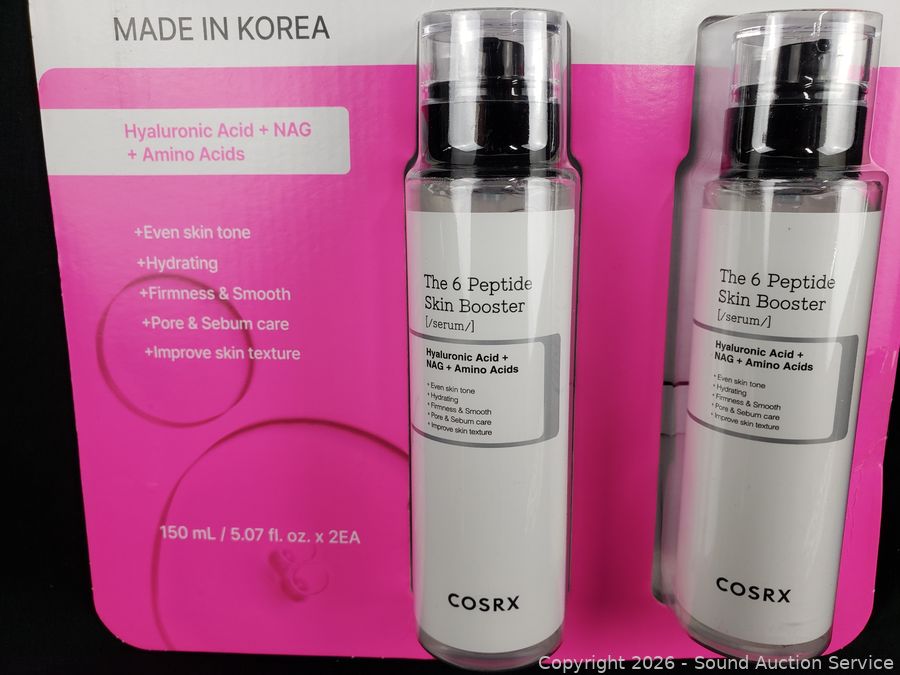 MADE IN KOREA
Hyaluronic Acid + NAG
+ Amino Acids
+Even skin tone
+Hydrating
+Firmness & Smooth
+Pore & Sebum care
+Improve skin texture
150 mL / 5.07 fl. oz. x 2EA
The 6 Peptide
Skin Booster
[/serum/]
Hyaluronic Acid +
NAG + Amino Acids
+ Even skin tone
+ Hydrating
+ Firmness & Smooth
+ Pore & Sebum care
+ Improve skin texture
COSRX
The 6 Peptide
Skin Booster
[/serum/]
Hyaluronic Acid +
NAG + Amino Acids
+ Even skin tone
+ Hydrating
+ Firmness & Smooth
+ Pore & Sebum care
+ Improve skin texture
COSRX
Copyright 2026 - Sound Auction Service